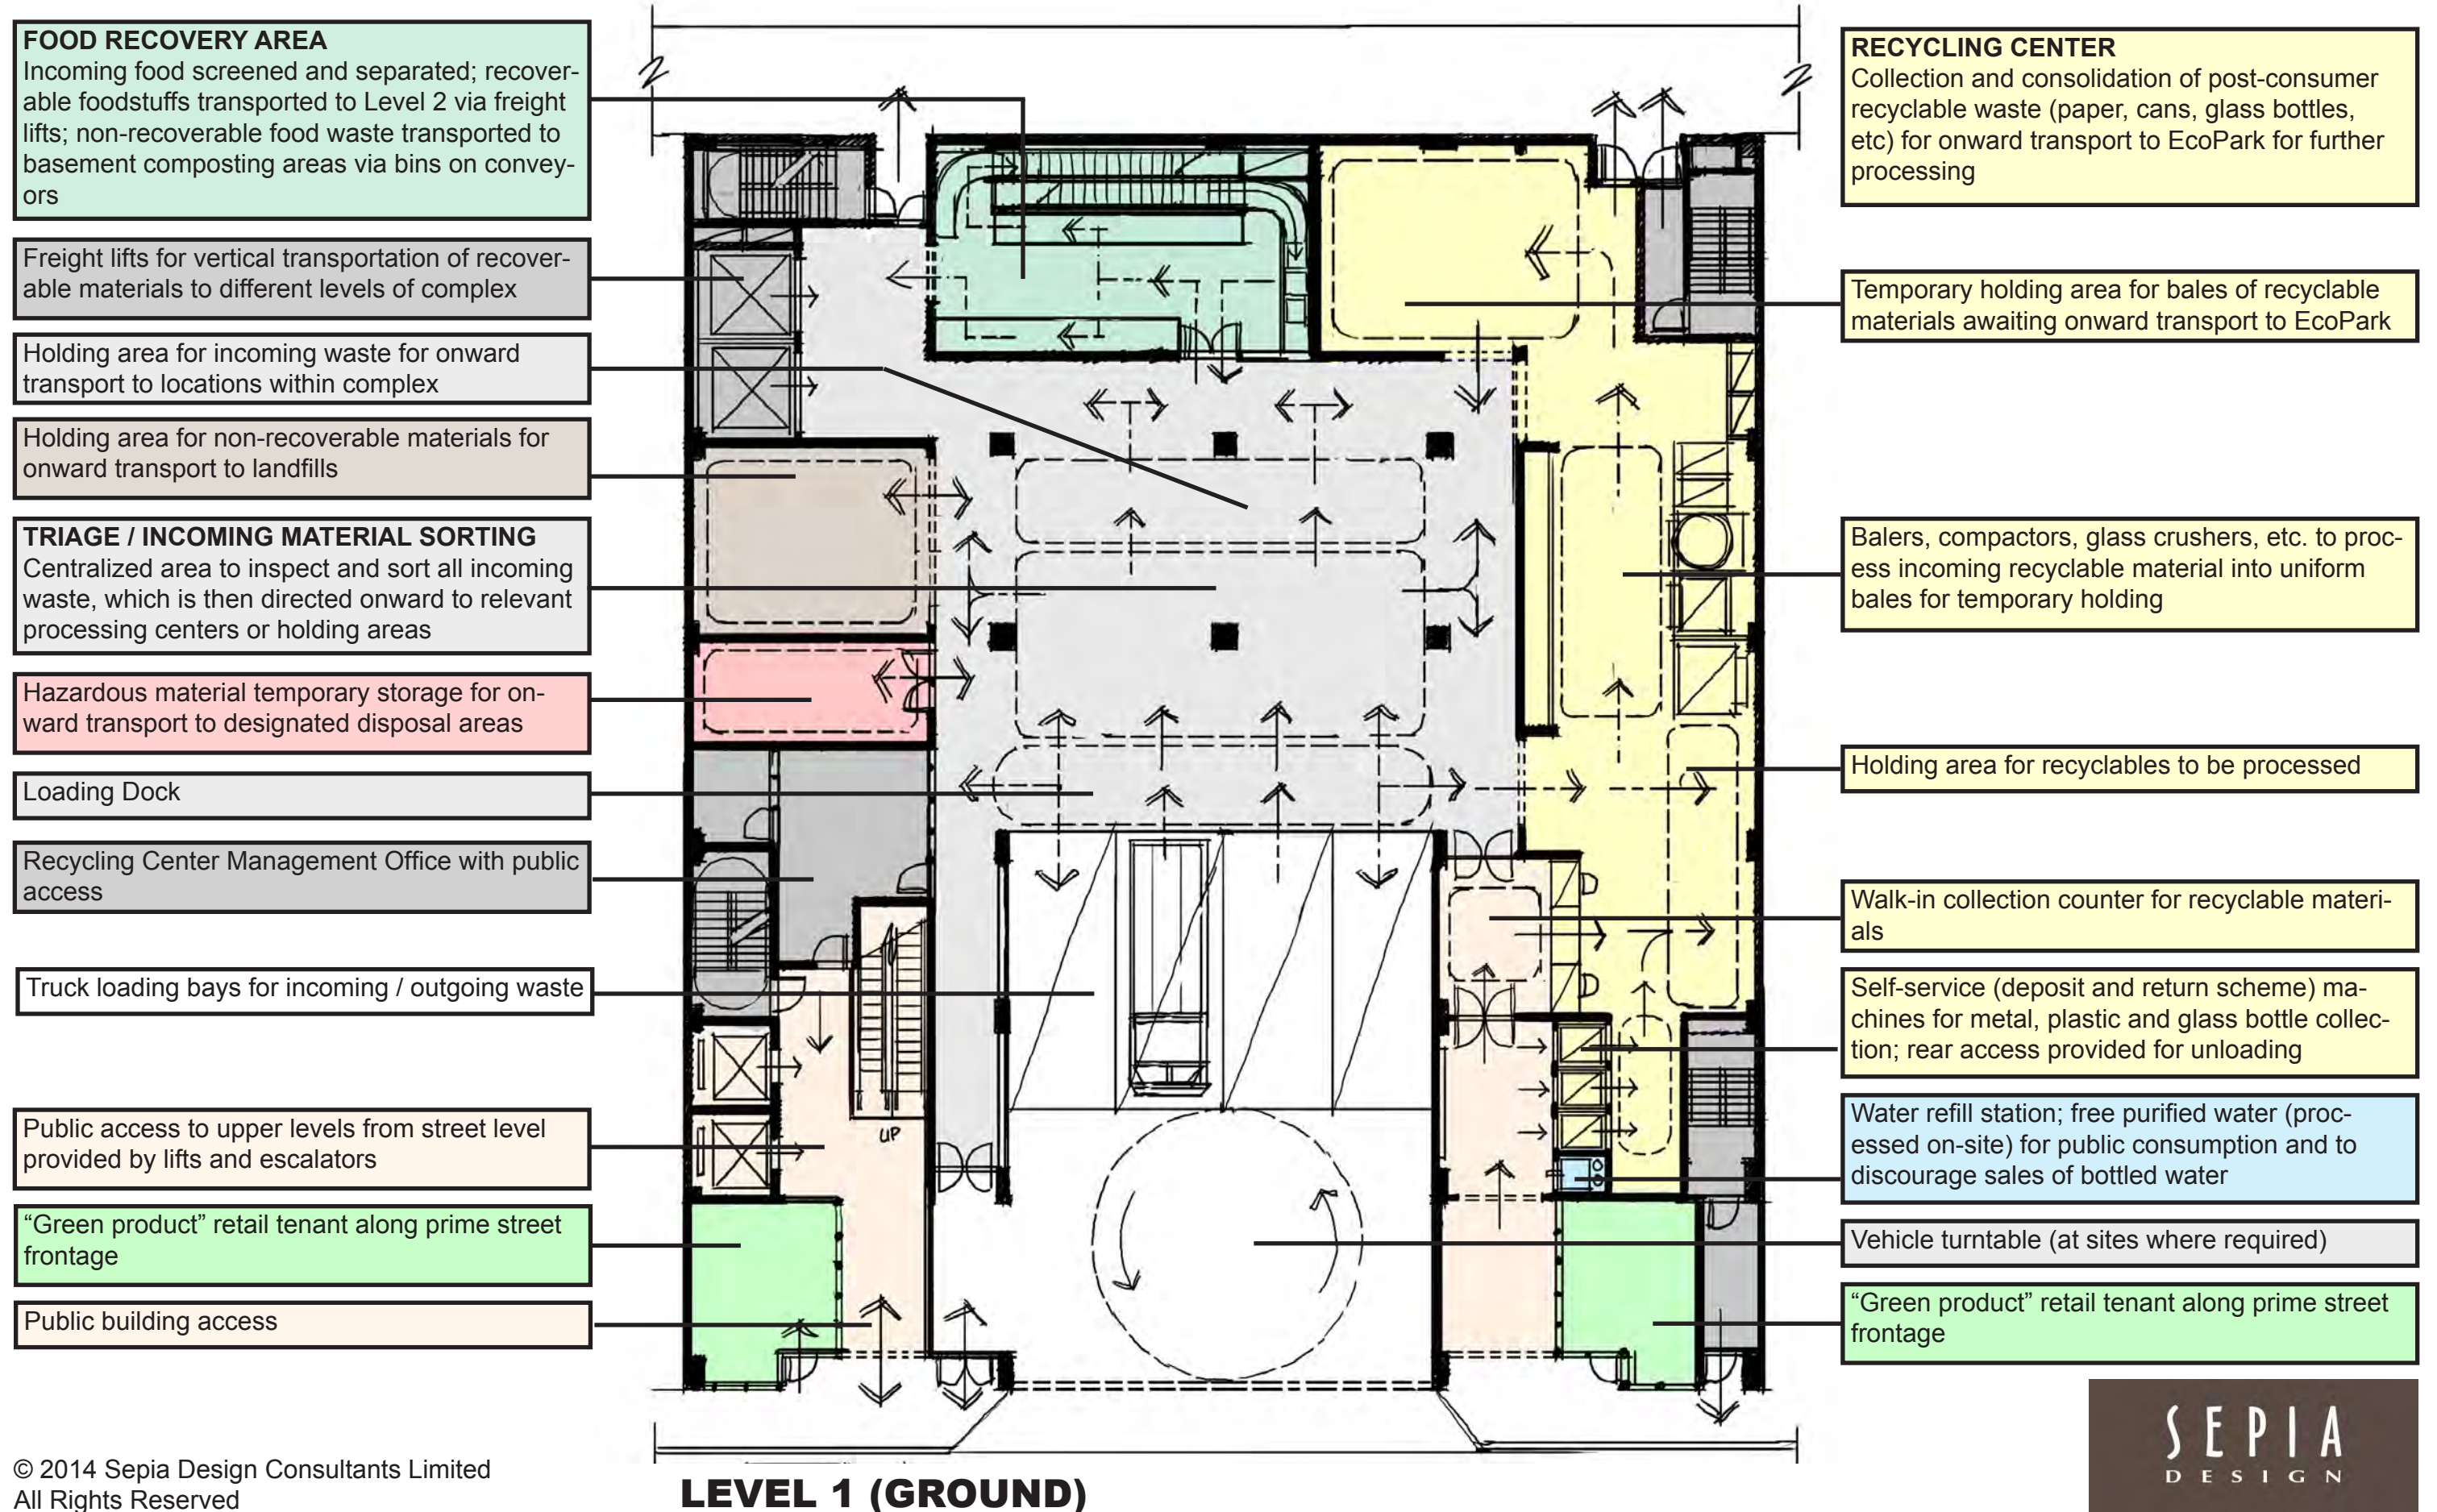 FOOD RECOVERY AREA
Incoming food screened and separated; recover-
able foodstuffs transported to Level 2 via freight
lifts; non-recoverable food waste transported to
basement composting areas via bins on convey-
ors
Freight lifts for vertical transportation of recover-
able materials to different levels of complex
Holding area for incoming waste for onward
transport to locations within complex
Holding area for non-recoverable materials for
onward transport to landfills
TRIAGE / INCOMING MATERIAL SORTING
Centralized area to inspect and sort all incoming
waste, which is then directed onward to relevant
processing centers or holding areas
Hazardous material temporary storage for on-
ward transport to designated disposal areas
Loading Dock
Recycling Center Management Office with public
access
Truck loading bays for incoming / outgoing waste
Public access to upper levels from street level
provided by lifts and escalators
“Green product” retail tenant along prime street
frontage
Public building access
UP
RECYCLING CENTER
Collection and consolidation of post-consumer
recyclable waste (paper, cans, glass bottles,
etc) for onward transport to EcoPark for further
processing
Temporary holding area for bales of recyclable
materials awaiting onward transport to EcoPark
Balers, compactors, glass crushers, etc. to proc-
ess incoming recyclable material into uniform
bales for temporary holding
Holding area for recyclables to be processed
Walk-in collection counter for recyclable materi-
als
Self-service (deposit and return scheme) ma-
chines for metal, plastic and glass bottle collec-
tion; rear access provided for unloading
Water refill station; free purified water (proc-
essed on-site) for public consumption and to
discourage sales of bottled water
Vehicle turntable (at sites where required)
“Green product” retail tenant along prime street
frontage
© 2014 Sepia Design Consultants Limited
All Rights Reserved
LEVEL 1 (GROUND)
SEPIA
DESIGN